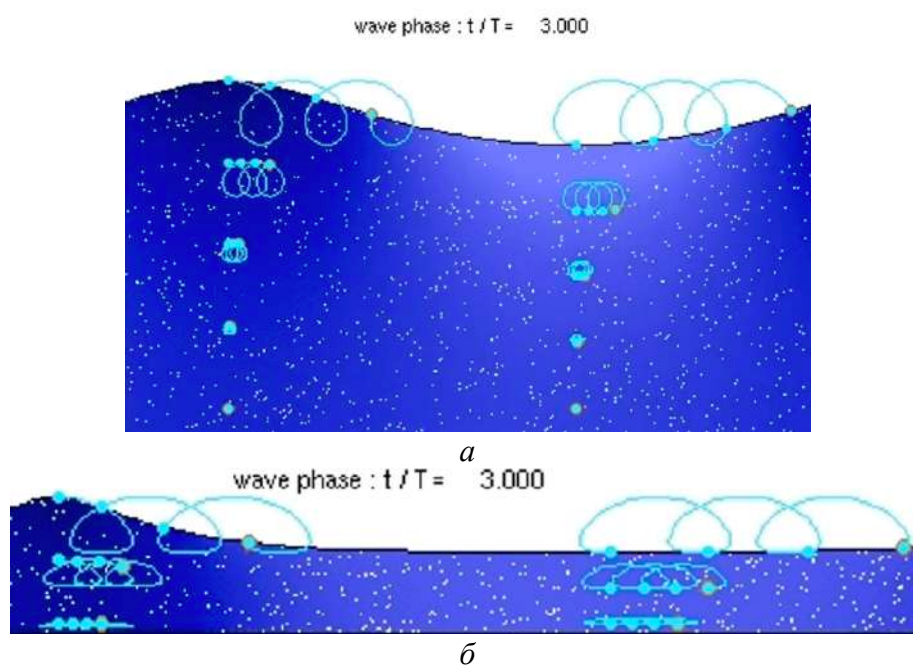 wave phase : t / T = 3.000
а
wave phase : t / T = 3.000
б